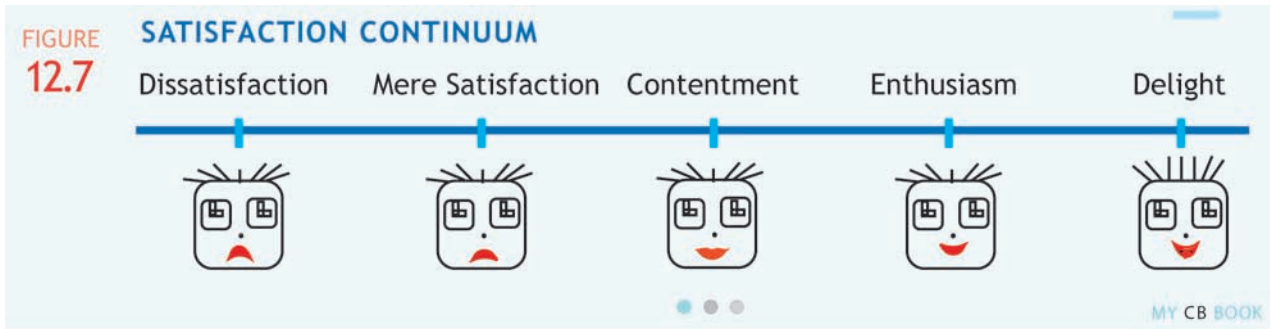 FIGURE
12.7
SATISFACTION CONTINUUM
Dissatisfaction Mere Satisfaction Contentment Enthusiasm Delight
MY CB BOOK